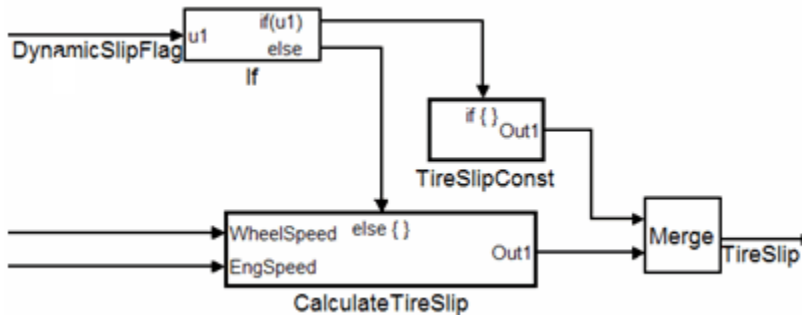 DynamicSlipFlag
u1
if(u1)
else
If
if { }
Out1
TireSlipConst
WheelSpeed
else { }
EngSpeed
Out1
CalculateTireSlip
Merge
TireSlip